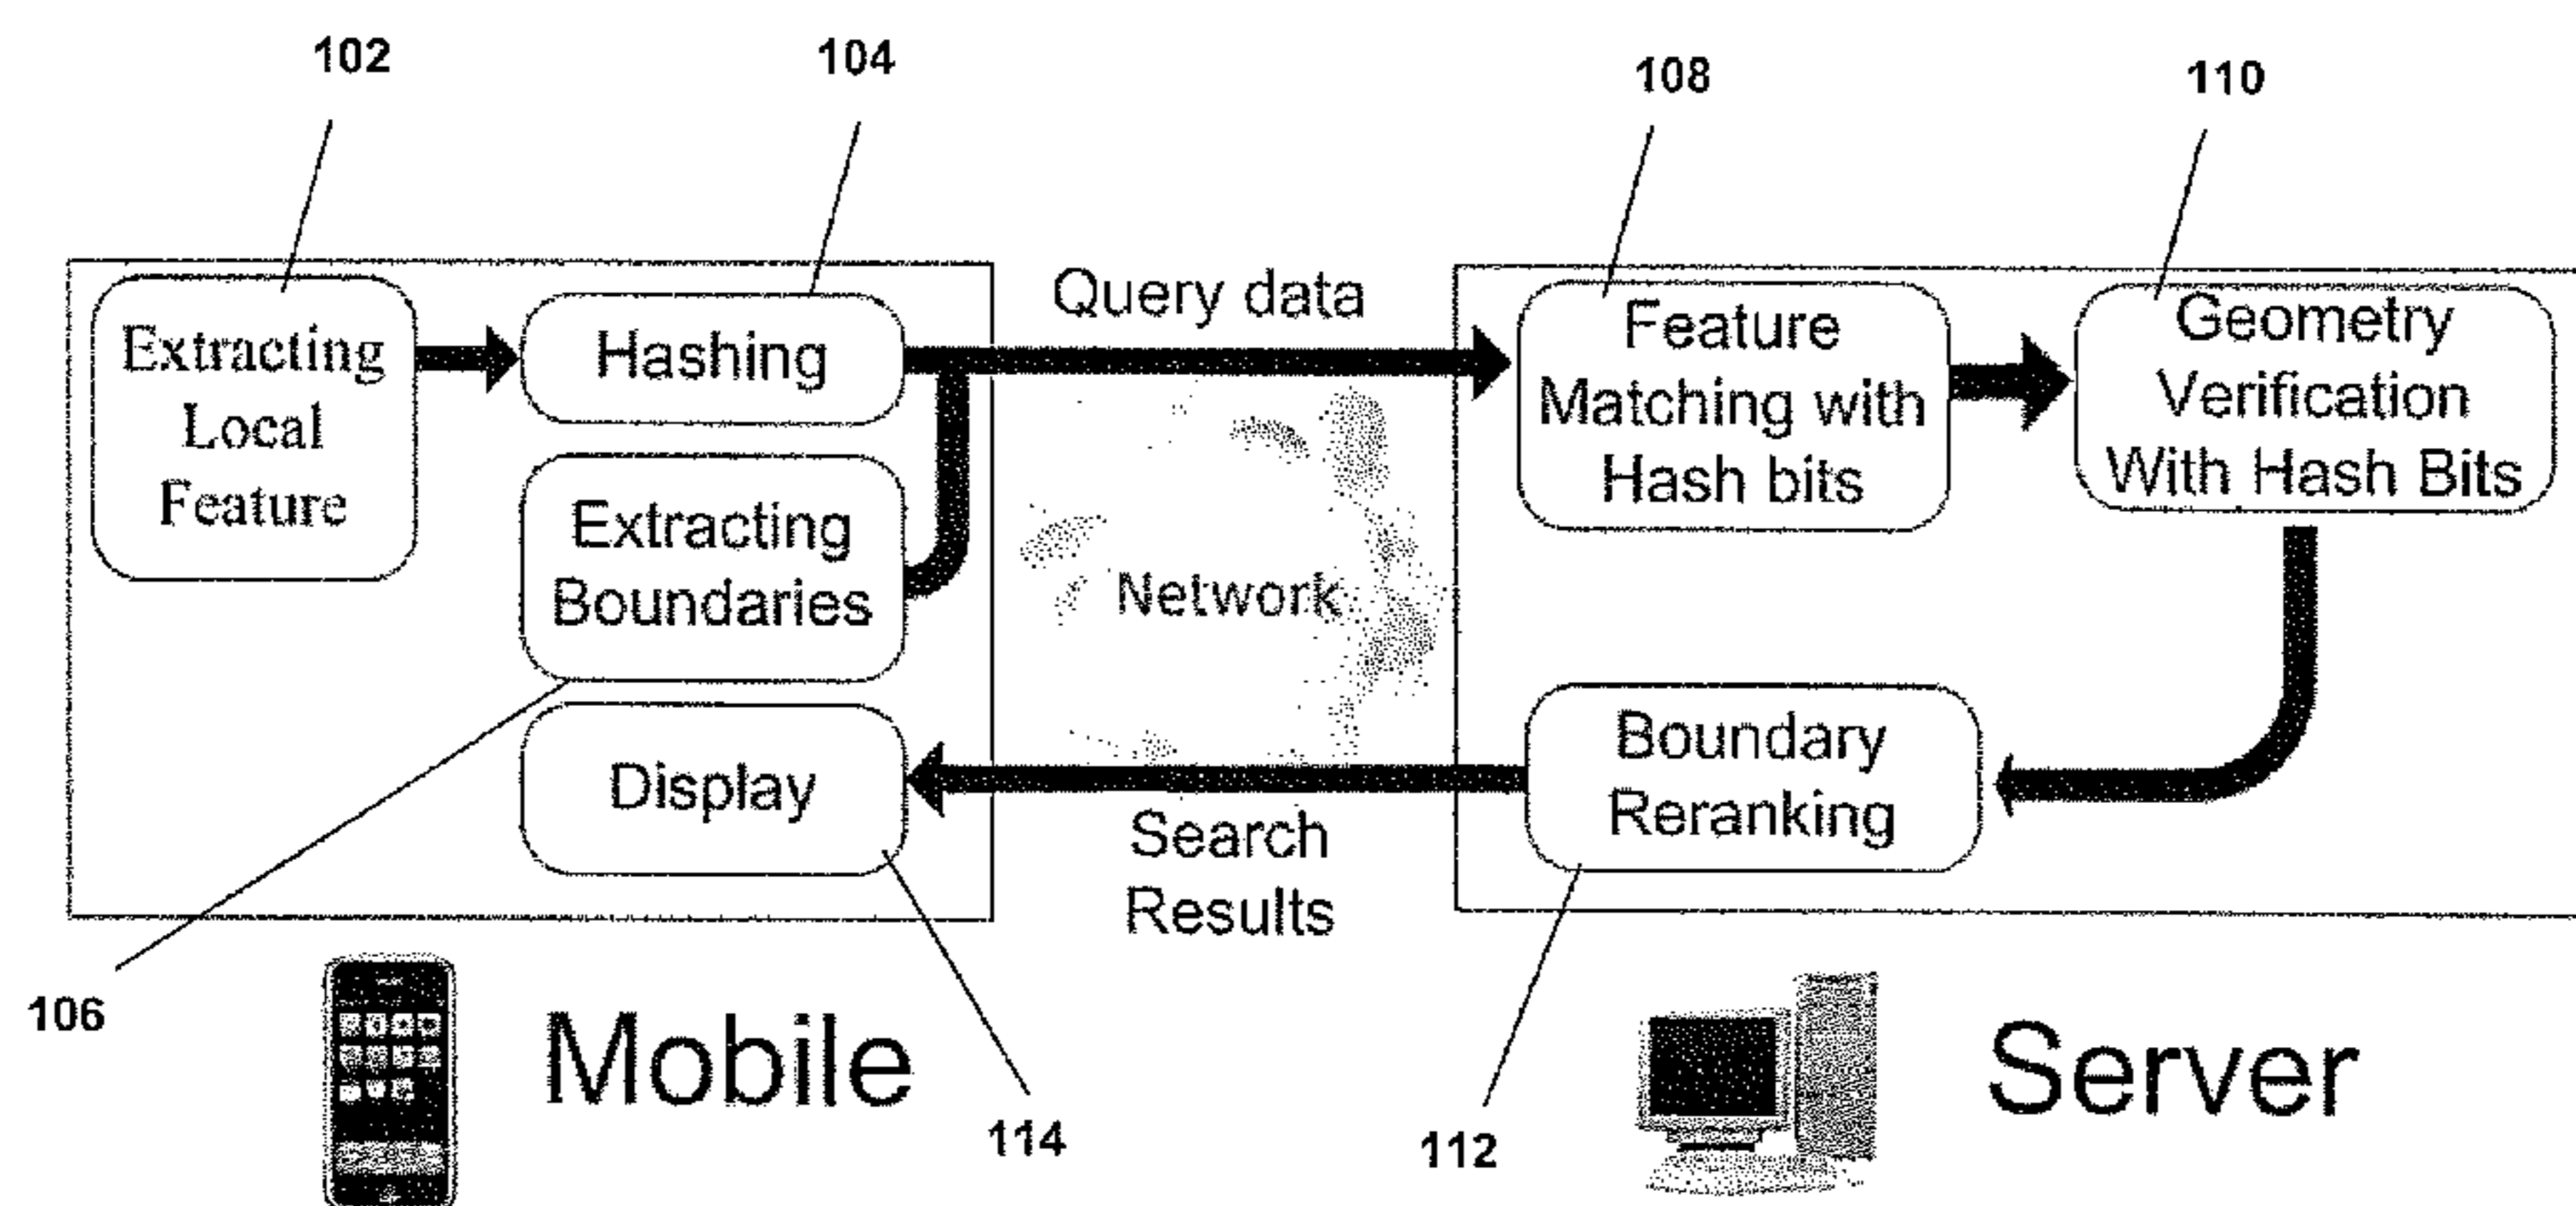 102
104
108
110
Extracting
Local
Feature
Hashing
Query data
Feature
Matching with
Hash bits
Geometry
Verification
With Hash Bits
Extracting
Boundaries
Network
Display
Search
Results
Boundary
Reranking
106
Mobile
114
112
Server